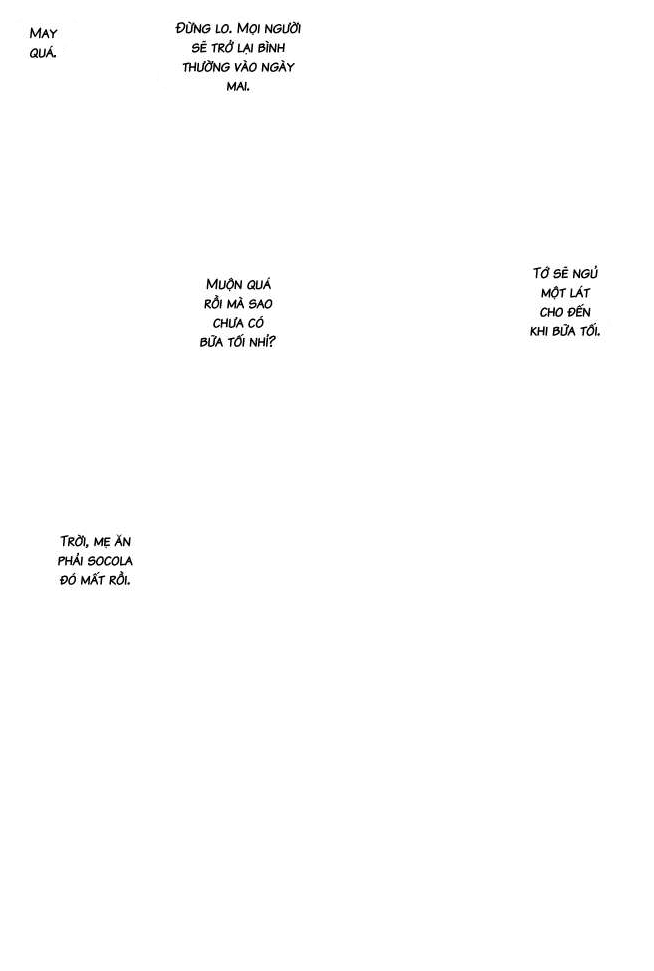 ĐỪNG LO. MỌI NGƯỜI
SẼ TRỞ LẠI BÌNH
THƯỜNG VÀO NGÀY
MAI.
MAY
QUÁ.
TỚ SẼ NGỦ
MỘT LÁT
CHO ĐẾN
KHI BỮA TỐI.
MUỘN QUÁ
RỒI MÀ SAO
CHƯA CÓ
BỮA TỐI NHỈ?
TRỜI, MẸ ĂN
PHẢI SOCOLA
ĐÓ MẤT RỒI.